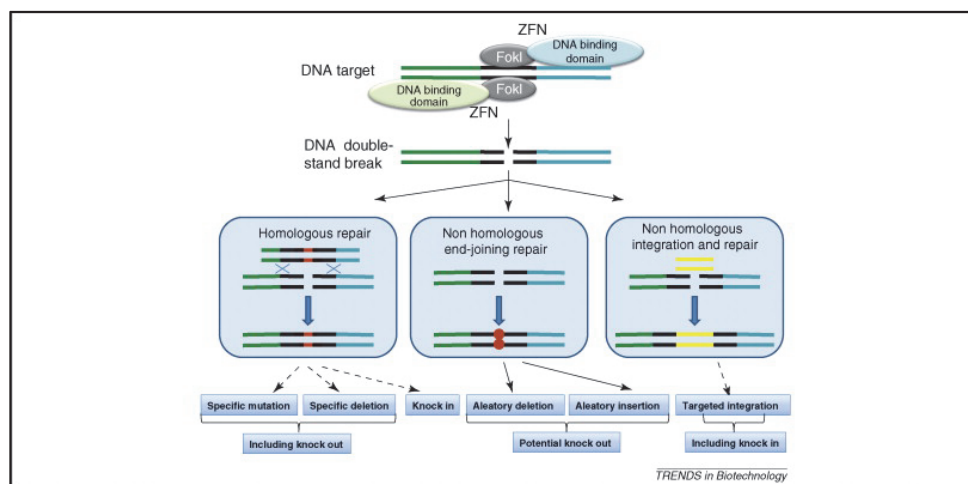 ZFN
FokI
DNA binding
domain
DNA target
DNA binding
domain
FokI
ZFN
DNA double-
stand break
Homologous repair
Non homologous
end-joining repair
Non homologous
integration and repair
Specific mutation
Specific deletion
Knock in
Aleatory deletion
Aleatory insertion
Targeted integration
Including knock out
Potential knock out
Including knock in
TRENDS in Biotechnology